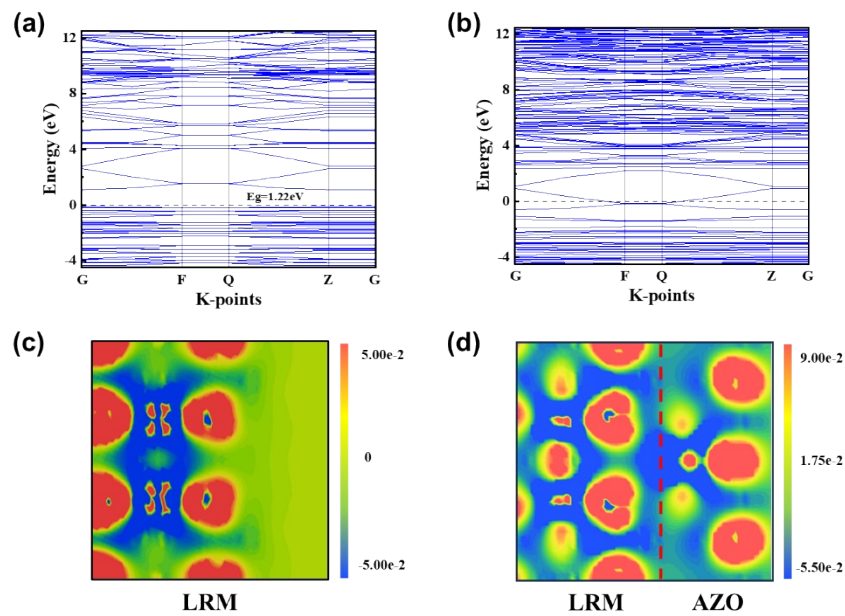 (a)
12
8
4
0
-4
Energy (eV)
Eg=1.22eV
G F Q Z G
K-points
(b)
12
8
4
0
-4
Energy (eV)
G F Q Z G
K-points
(c)
5.00e-2
0
-5.00e-2
LRM
(d)
9.00e-2
1.75e-2
-5.50e-2
LRM AZO